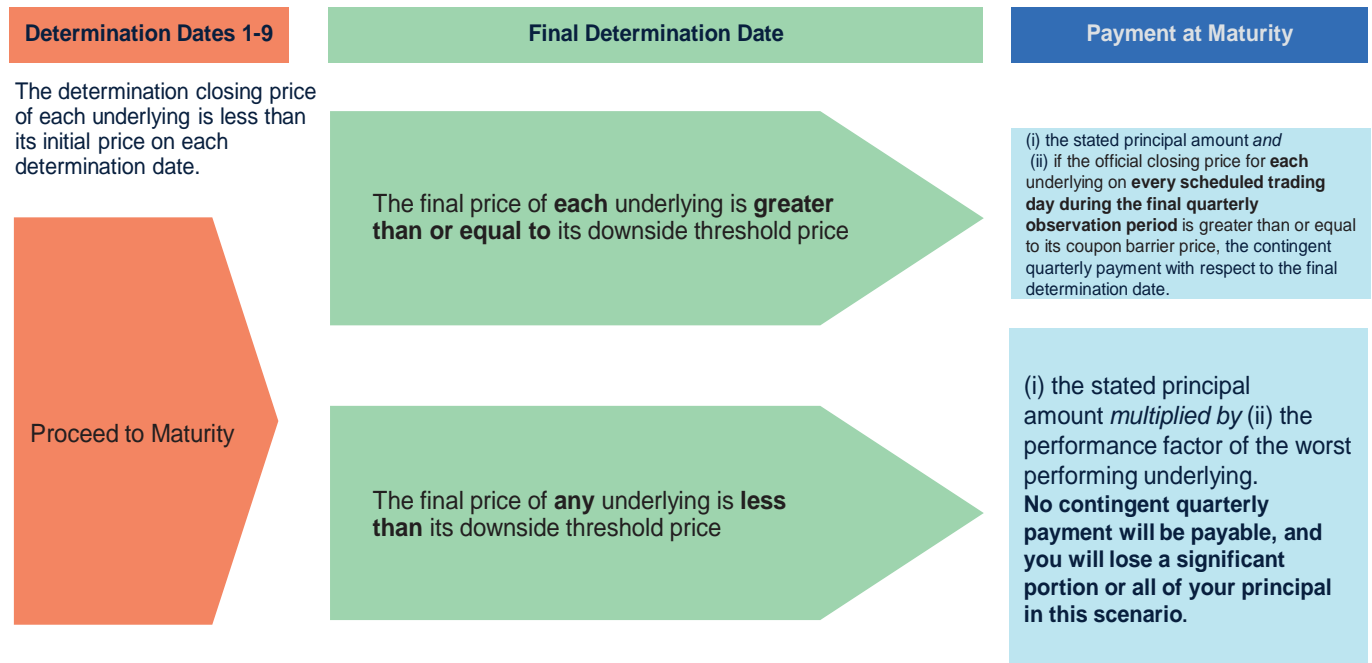 Determination Dates 1-9
Final Determination Date
Payment at Maturity
The determination closing price
of each underlying is less than
its initial price on each
determination date.
Proceed to Maturity
The final price of each underlying is greater
than or equal to its downside threshold price
(i) the stated principal amount and
(ii) if the official closing price for each
underlying on every scheduled trading
day during the final quarterly
observation period is greater than or equal
to its coupon barrier price, the contingent
quarterly payment with respect to the final
determination date.
The final price of any underlying is less
than its downside threshold price
(i) the stated principal
amount multiplied by (ii) the
performance factor of the worst
performing underlying.
No contingent quarterly
payment will be payable, and
you will lose a significant
portion or all of your principal
in this scenario.